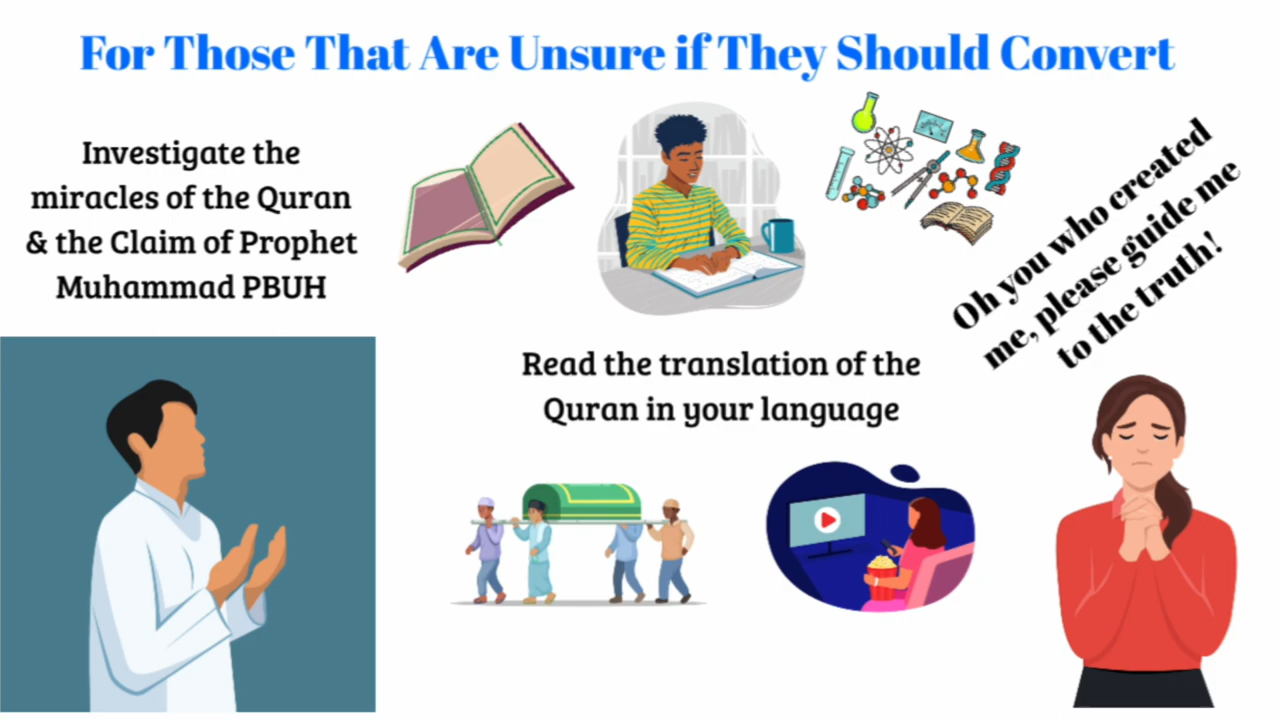 For Those That Are Unsure if They Should Convert
Investigate the
miracles of the Quran
& the Claim of Prophet
Muhammad PBUH
Oh you who created
me, please guide me
to the truth!
Read the translation of the
Quran in your language